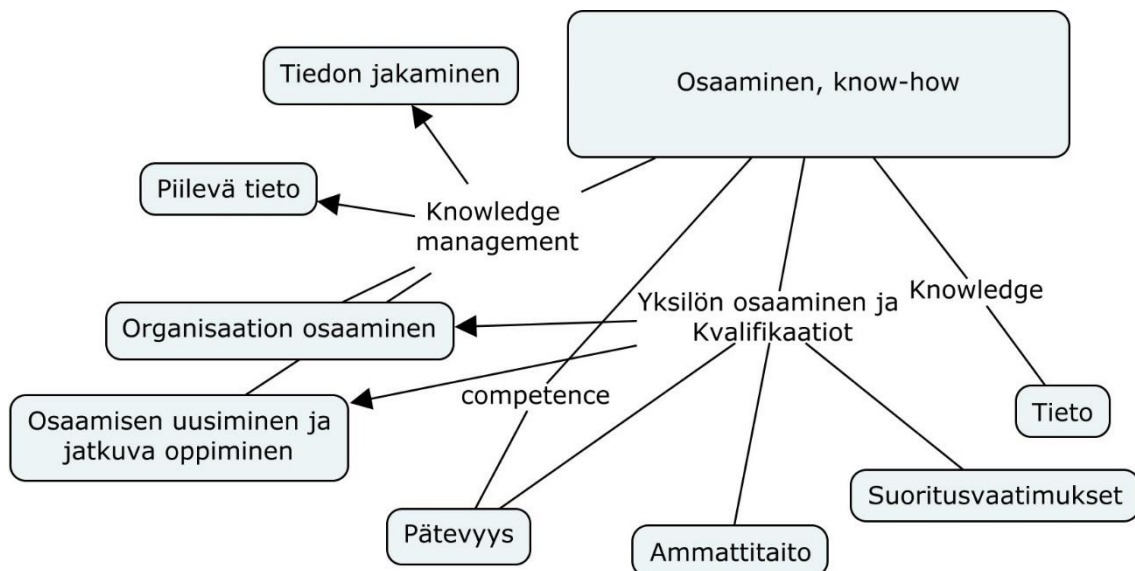 Tiedon jakaminen
Osaaminen, know-how
Piilevä tieto
Knowledge
management
Organisaation osaaminen
Yksilön osaaminen ja
Kvalifikaatiot
Knowledge
Osaamisen uusiminen ja
jatkuva oppiminen
competence
Tieto
Suoritusvaatimukset
Pätevyys
Ammattitaito